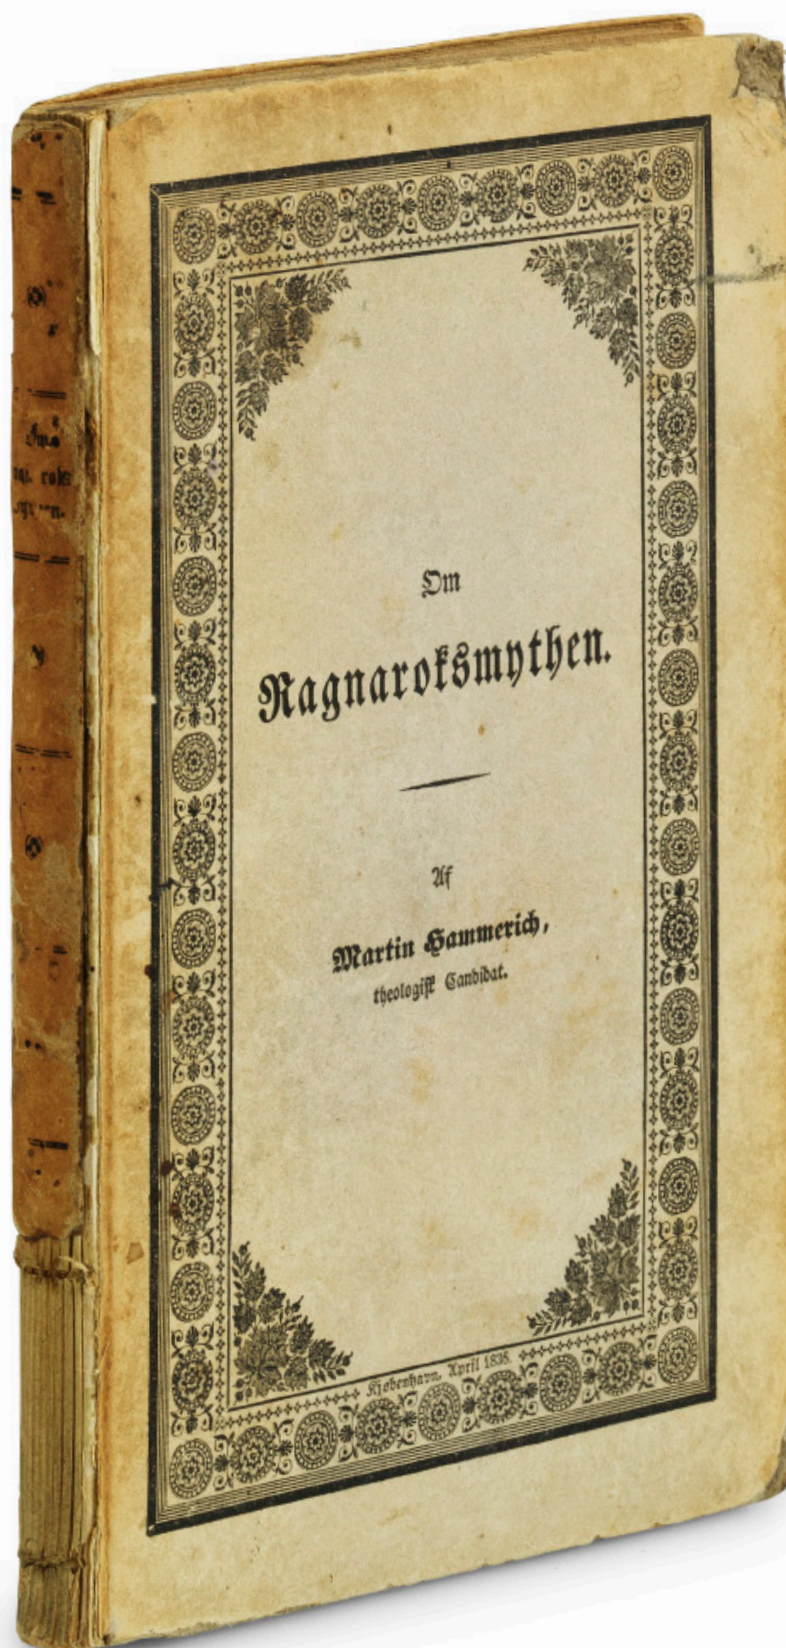 Om
Ragnaroksmythen.
Af
Martin Hammerich,
theologisk Candidat.
Kjøbenhavn. April 1836.